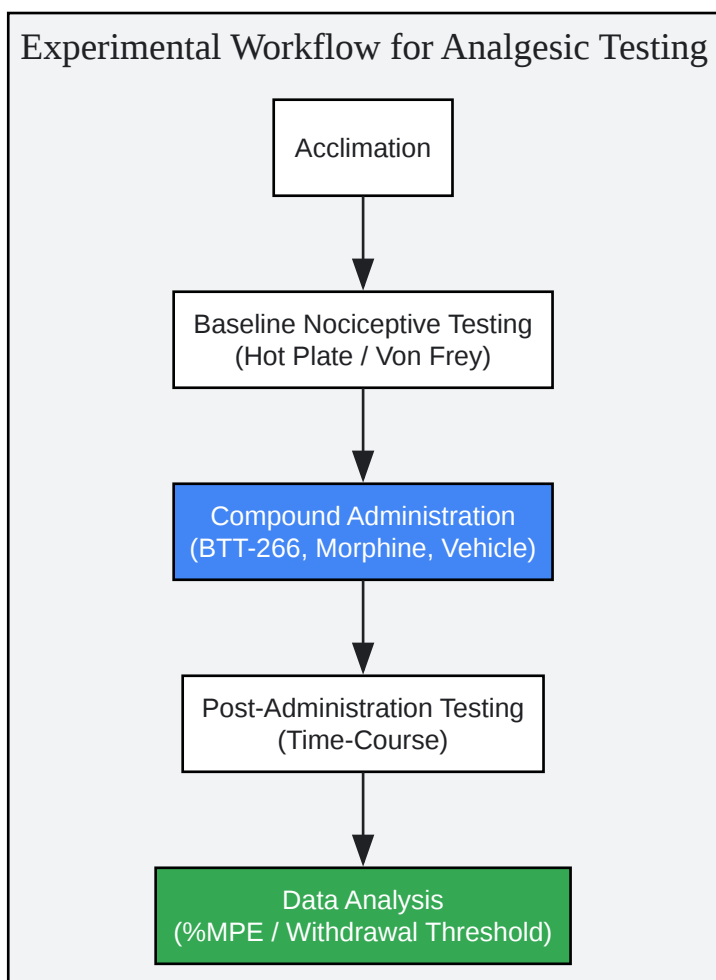 Experimental Workflow for Analgesic Testing
Acclimation
Baseline Nociceptive Testing
(Hot Plate / Von Frey)
Compound Administration
(BTT-266, Morphine, Vehicle)
Post-Administration Testing
(Time-Course)
Data Analysis
(%MPE / Withdrawal Threshold)